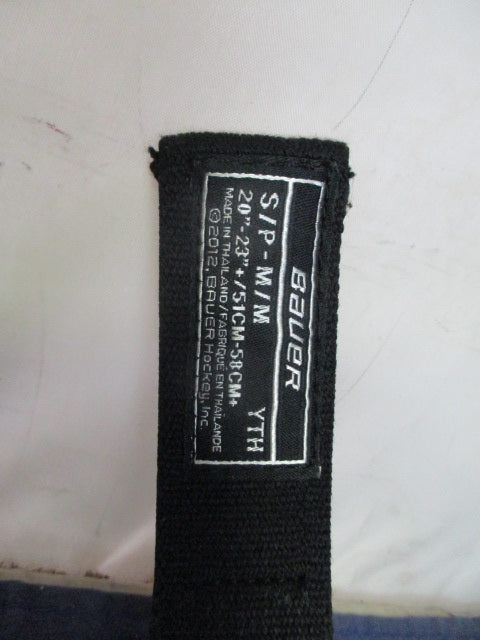 BAUER
S/P - M/M YTH
20"-23"+/51CM-58CM+
MADE IN THAILAND/FABRIQUE EN THAILANDE
©2012, BAUER Hockey, Inc.